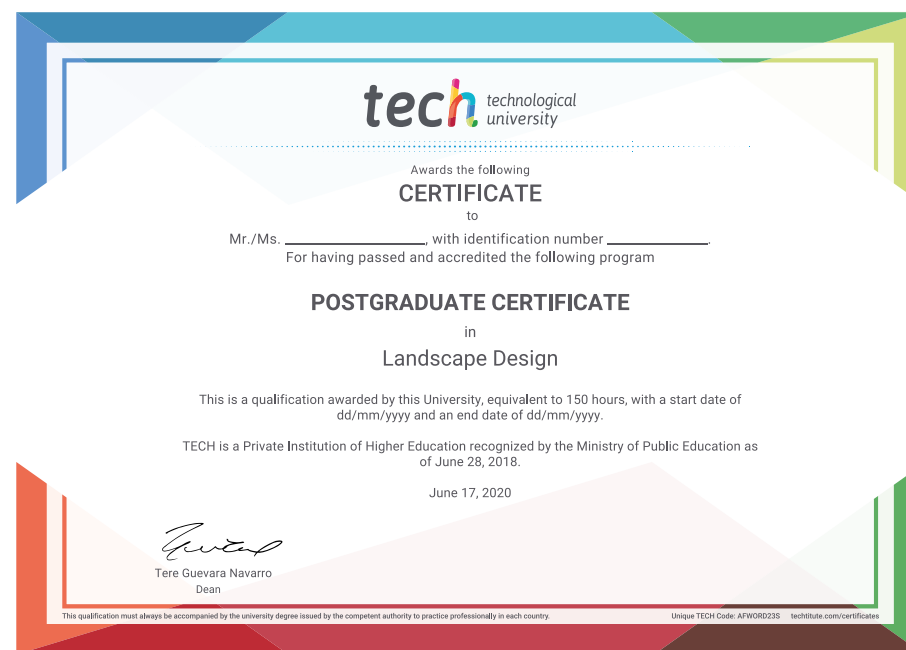 tech technological
university
Awards the following
CERTIFICATE
to
Mr./Ms. ____________________, with identification number ______________.
For having passed and accredited the following program
POSTGRADUATE CERTIFICATE
in
Landscape Design
This is a qualification awarded by this University, equivalent to 150 hours, with a start date of
dd/mm/yyyy and an end date of dd/mm/yyyy.
TECH is a Private Institution of Higher Education recognized by the Ministry of Public Education as
of June 28, 2018.
June 17, 2020
Tere Guevara Navarro
Dean
This qualification must always be accompanied by the university degree issued by the competent authority to practice professionally in each country. Unique TECH Code: AFWORD23S techtitute.com/certificates